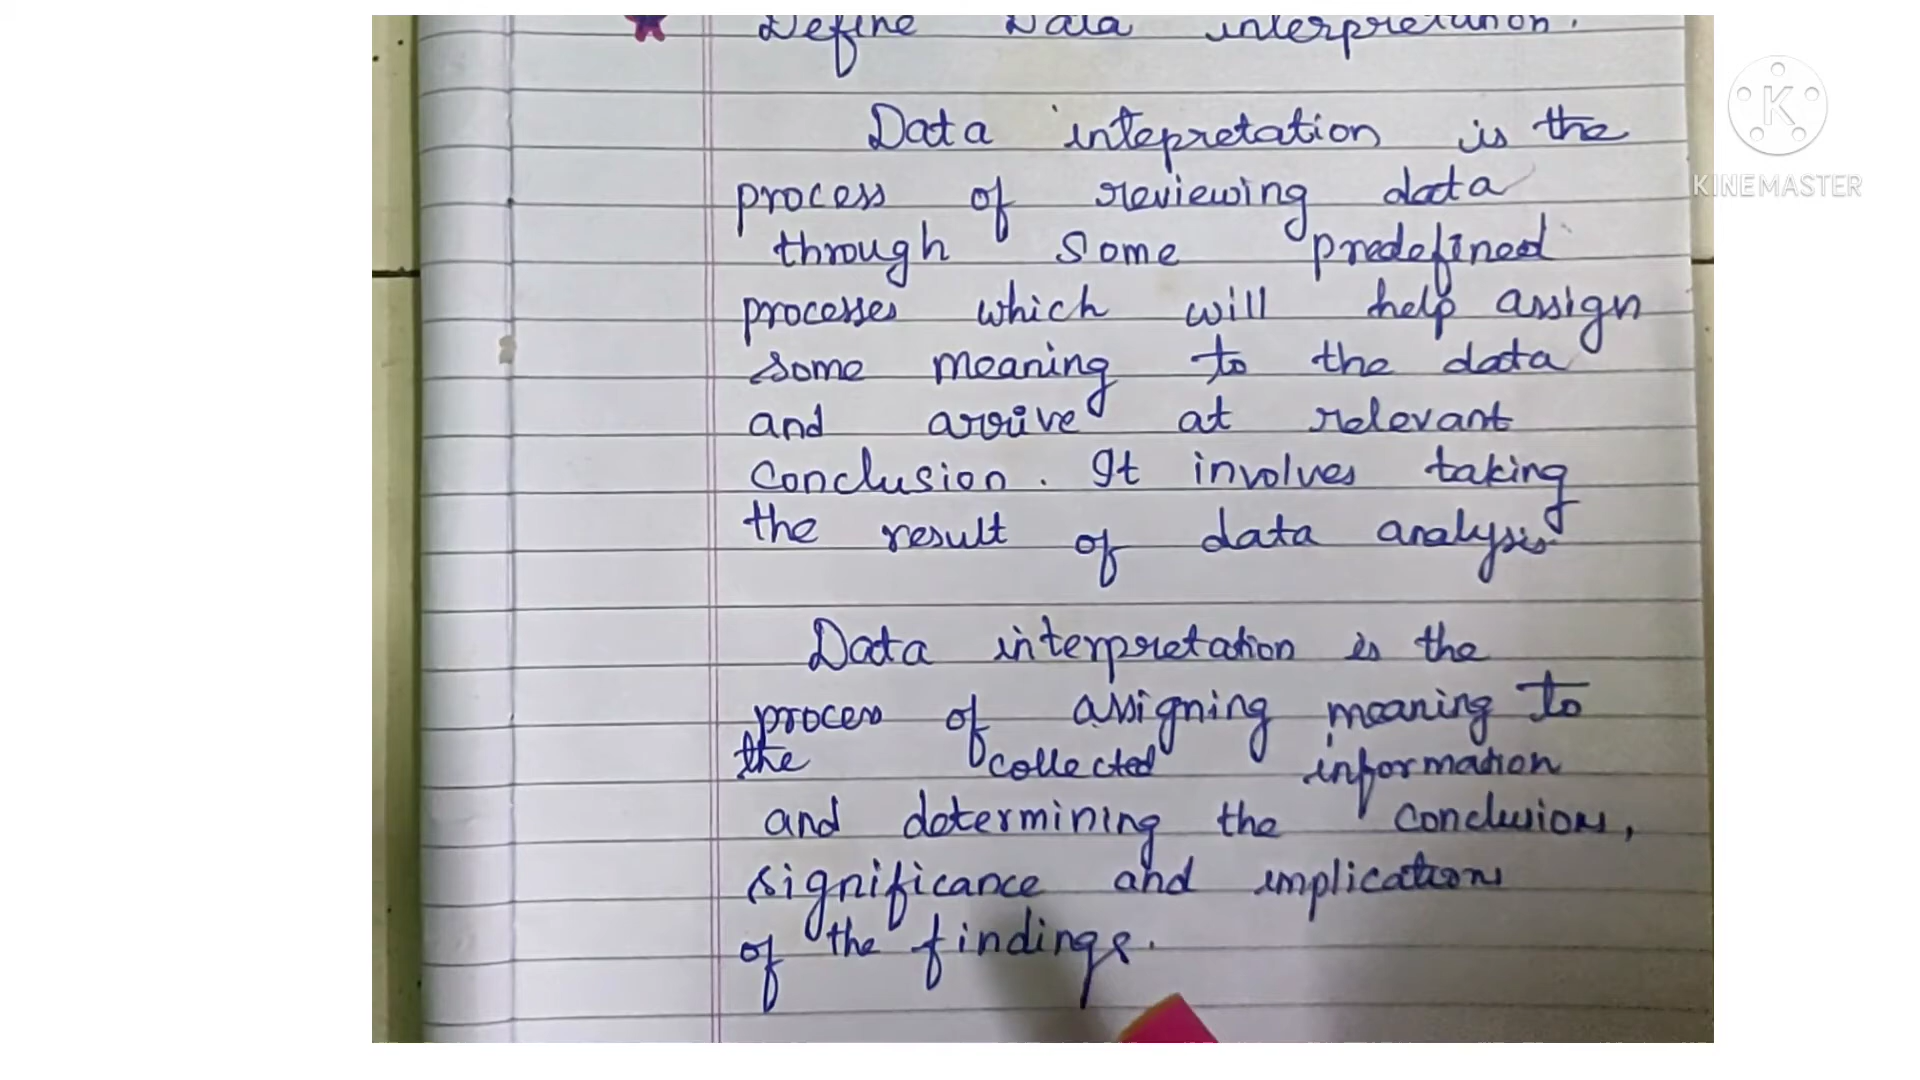 Define Data interpretation.
Data intepretation is the
process of reviewing data
through some predefined
processes which will help assign
some meaning to the data
and arrive at relevant
conclusion. It involves taking
the result of data analysis
Data interpretation is the
process of assigning meaning to
the collected information
and determining the conclusions,
significance and implications
of the findings.
KINEMASTER